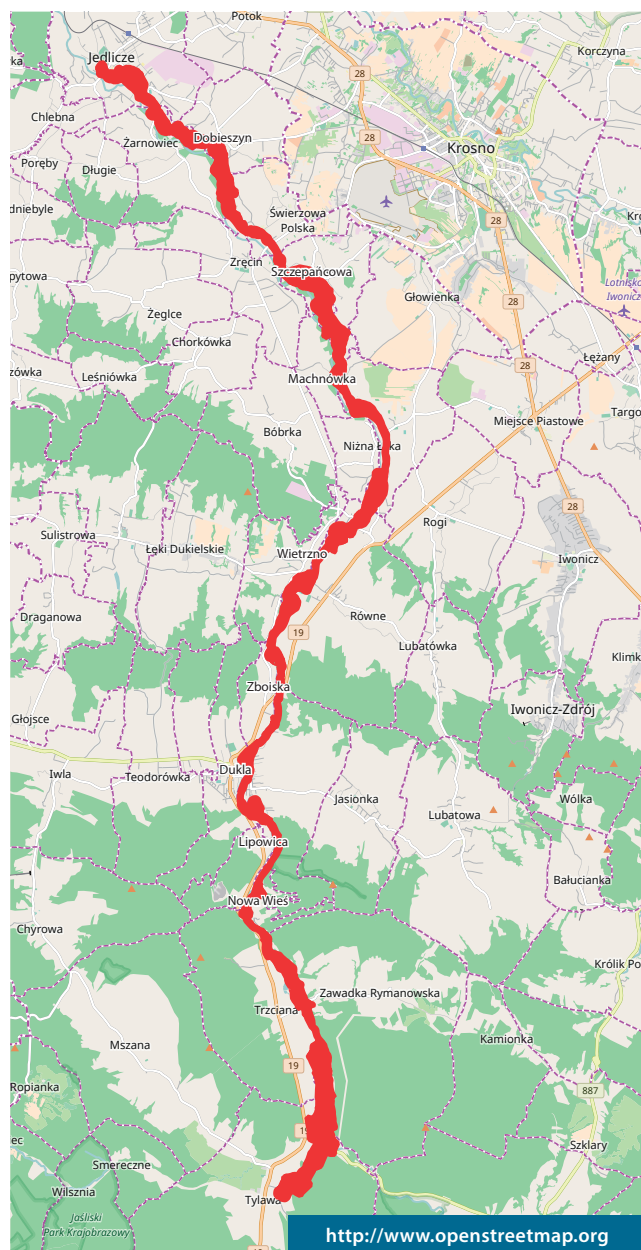 Potok
Jedlicze
Korczyna
28
Chlebna
28
Żarnowiec
Dobieszyn
Krosno
Poręby
Długie
dniebyle
Świerzowa
Polska
28
Zręcin
Szczepańcowa
pytowa
Głowienka
Lotnisko
Iwonicz
28
Żeglce
Chorkówka
Łężany
zówka
Leśniówka
Machnówka
28
Targo
Miejsce Piastowe
Bóbrka
Niżna Łąka
28
Rogi
Sulistrowa
Łęki Dukielskie
Wietrzno
Iwonicz
Draganowa
Równe
19
Lubatówka
Klimk
Zboiska
Iwonicz-Zdrój
Głojsce
Iwla
Teodorówka
Dukla
Jasionka
Wólka
Lubatowa
Lipowica
Bałucianka
Nowa Wieś
Chyrowa
Królik Po
Zawadka Rymanowska
Trzciana
Mszana
Kamionka
19
Ropianka
887
19
Szklary
Smereczne
Wilsznia
Tylawa
Jaśliski
Park Krajobrazowy
19
http://www.openstreetmap.org